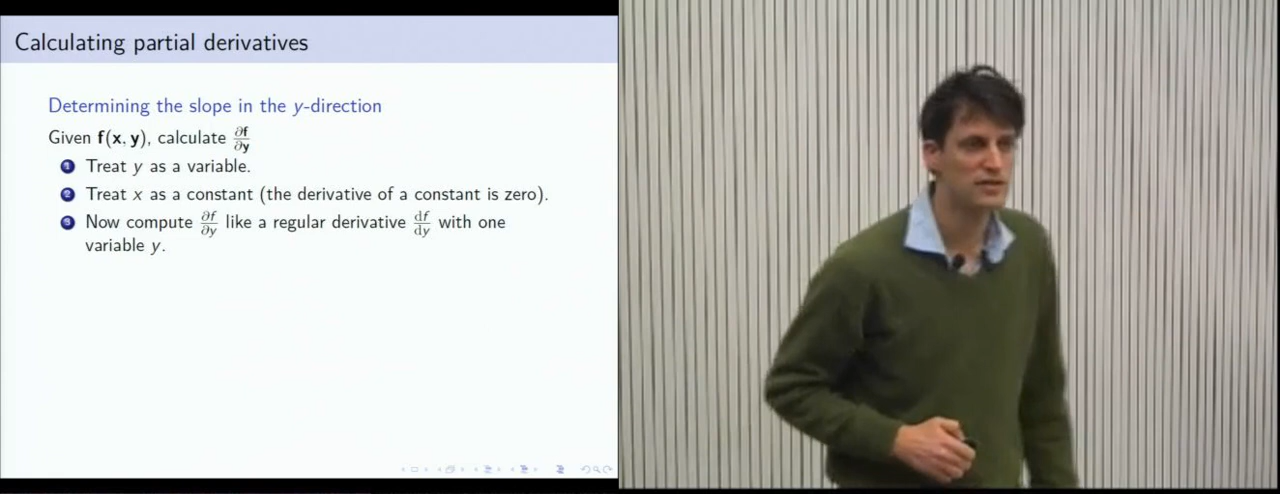 Calculating partial derivatives
Determining the slope in the y-direction
Given f(x, y), calculate ∂f/∂y
1 Treat y as a variable.
2 Treat x as a constant (the derivative of a constant is zero).
3 Now compute ∂f/∂y like a regular derivative df/dy with one
variable y.